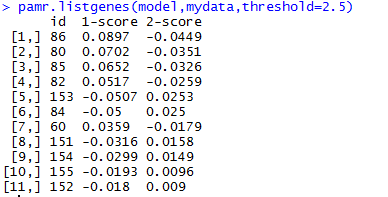 > pamr.listgenes(model,mydata,threshold=2.5)
id 1-score 2-score
[1,] 86 0.0897 -0.0449
[2,] 80 0.0702 -0.0351
[3,] 85 0.0652 -0.0326
[4,] 82 0.0517 -0.0259
[5,] 153 -0.0507 0.0253
[6,] 84 -0.05 0.025
[7,] 60 0.0359 -0.0179
[8,] 151 -0.0316 0.0158
[9,] 154 -0.0299 0.0149
[10,] 155 -0.0193 0.0096
[11,] 152 -0.018 0.009